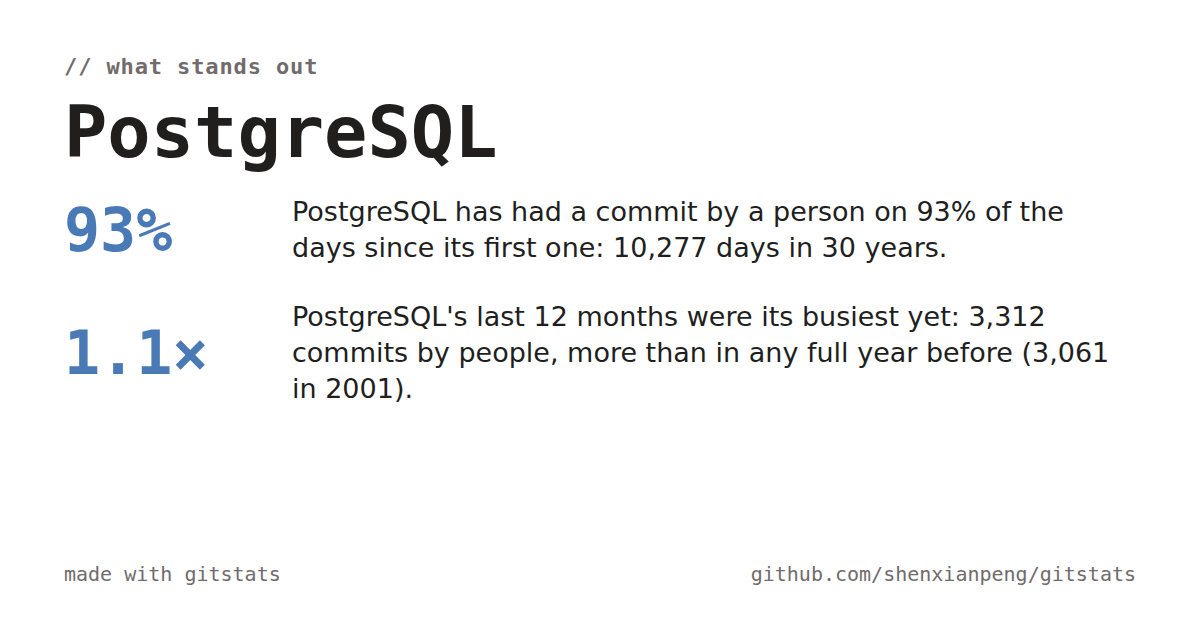 // what stands out
PostgreSQL
93%
PostgreSQL has had a commit by a person on 93% of the
days since its first one: 10,277 days in 30 years.
1.1×
PostgreSQL's last 12 months were its busiest yet: 3,312
commits by people, more than in any full year before (3,061
in 2001).
made with gitstats
github.com/shenxianpeng/gitstats